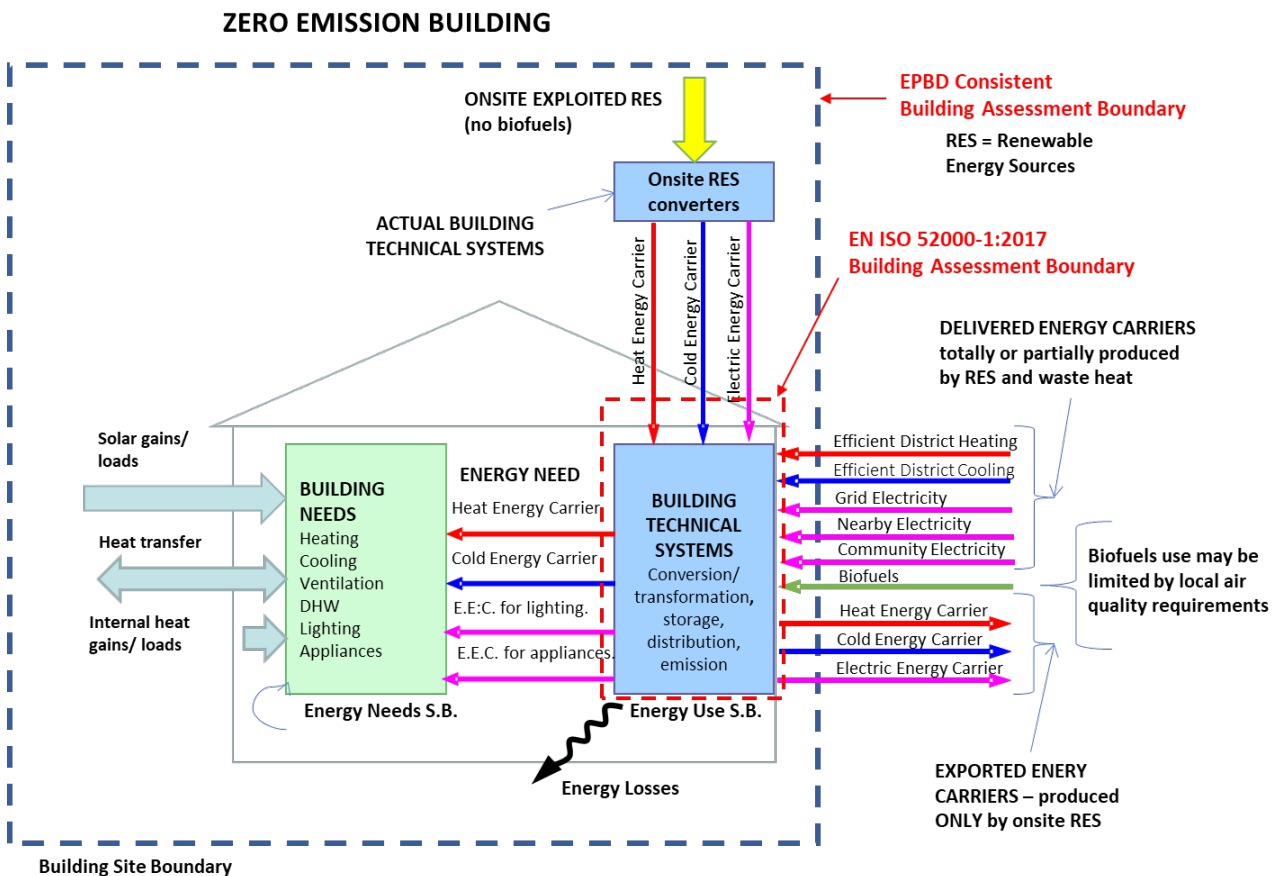 ZERO EMISSION BUILDING
ONSITE EXPLOITED RES
(no biofuels)
EPBD Consistent
Building Assessment Boundary
RES = Renewable
Energy Sources
Onsite RES
converters
ACTUAL BUILDING
TECHNICAL SYSTEMS
EN ISO 52000-1:2017
Building Assessment Boundary
Heat Energy Carrier
Cold Energy Carrier
Electric Energy Carrier
DELIVERED ENERGY CARRIERS
totally or partially produced
by RES and waste heat
Solar gains/
loads
Heat transfer
Internal heat
gains/ loads
BUILDING
NEEDS
Heating
Cooling
Ventilation
DHW
Lighting
Appliances
Energy Needs S.B.
ENERGY NEED
Heat Energy Carrier
Cold Energy Carrier
E.E:C. for lighting.
E.E.C. for appliances.
BUILDING
TECHNICAL
SYSTEMS
Conversion/
transformation,
storage,
distribution,
emission
Energy Use S.B.
Energy Losses
Efficient District Heating
Efficient District Cooling
Grid Electricity
Nearby Electricity
Community Electricity
Biofuels
Heat Energy Carrier
Cold Energy Carrier
Electric Energy Carrier
Biofuels use may be
limited by local air
quality requirements
EXPORTED ENERY
CARRIERS – produced
ONLY by onsite RES
Building Site Boundary